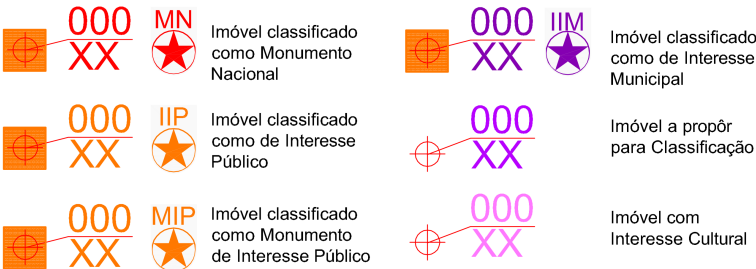 000
XX
MN
Imóvel classificado
como Monumento
Nacional
000
XX
IIP
Imóvel classificado
como de Interesse
Público
000
XX
MIP
Imóvel classificado
como Monumento
de Interesse Público
000
XX
IIM
Imóvel classificado
como de Interesse
Municipal
000
XX
Imóvel a propôr
para Classificação
000
XX
Imóvel com
Interesse Cultural